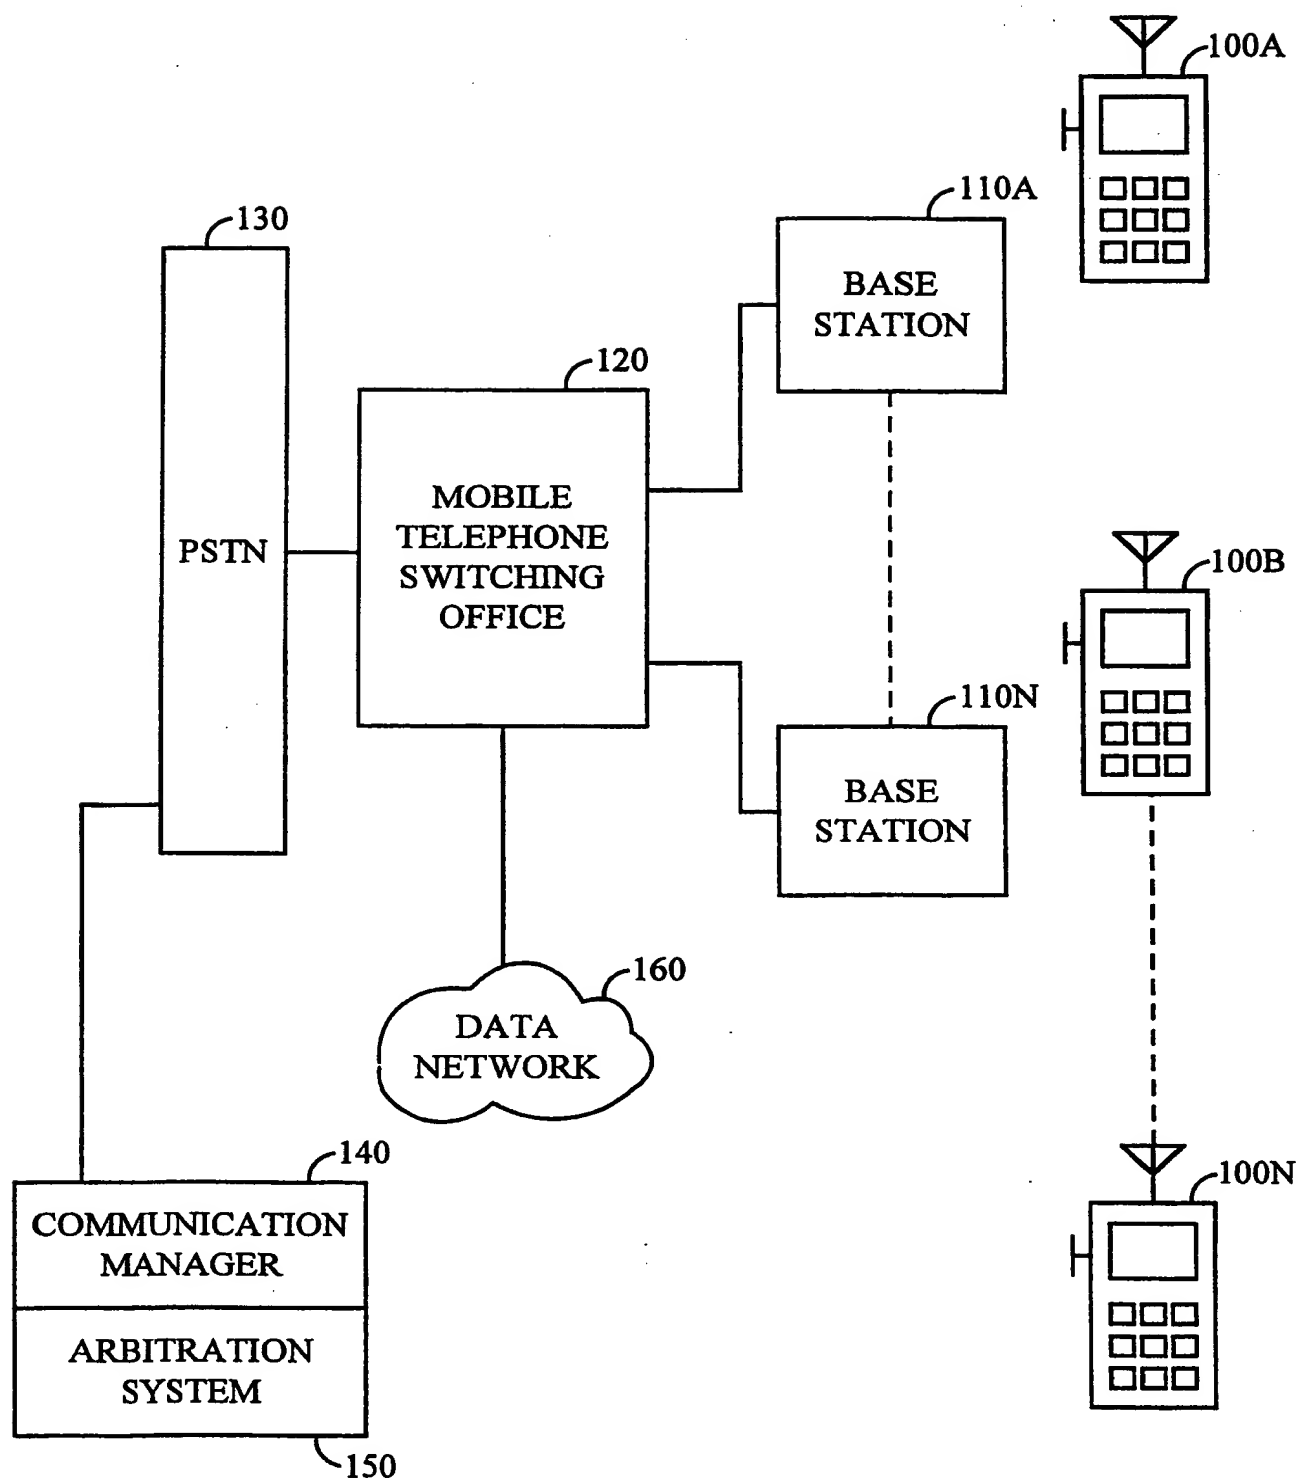 100A
110A
130
BASE
STATION
120
MOBILE
TELEPHONE
SWITCHING
OFFICE
PSTN
100B
110N
BASE
STATION
160
DATA
NETWORK
140
100N
COMMUNICATION
MANAGER
ARBITRATION
SYSTEM
150